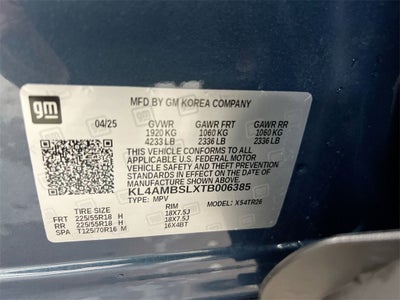 gm
MFD BY GM KOREA COMPANY
04/25 GVWR GAWR FRT GAWR RR
1920 KG 1060 KG 1060 KG
4233 LB 2336 LB 2336 LB
THIS VEHICLE CONFORMS TO ALL
APPLICABLE U.S. FEDERAL MOTOR
VEHICLE SAFETY, BUMPER, AND THEFT
PREVENTION STANDARDS IN EFFECT ON
THE DATE OF MANUFACTURE SHOWN ABOVE.
KL4AMBSLXTB006385
TYPE: MPV MODEL: X54TR26
TIRE SIZE RIM
FRT 225/55R18 H 18X7.5J
RR 225/55R18 H 18X7.5J
SPA T125/70R16 M 16X4BT